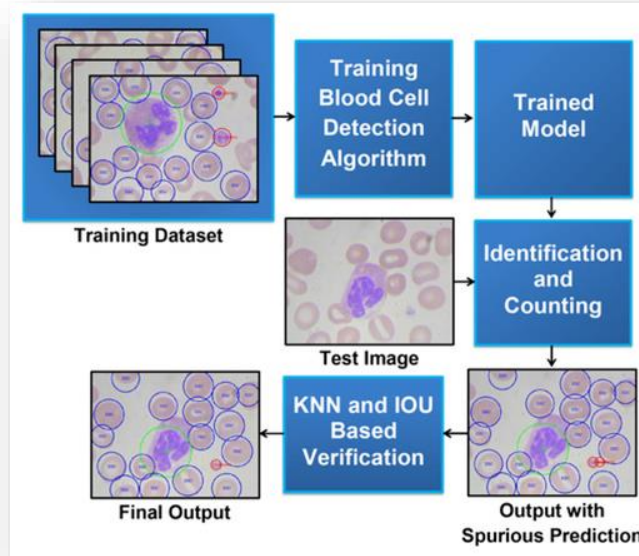 Training Dataset
Training
Blood Cell
Detection
Algorithm
Trained
Model
Identification
and
Counting
Test Image
KNN and IOU
Based
Verification
Final Output
Output with
Spurious Prediction